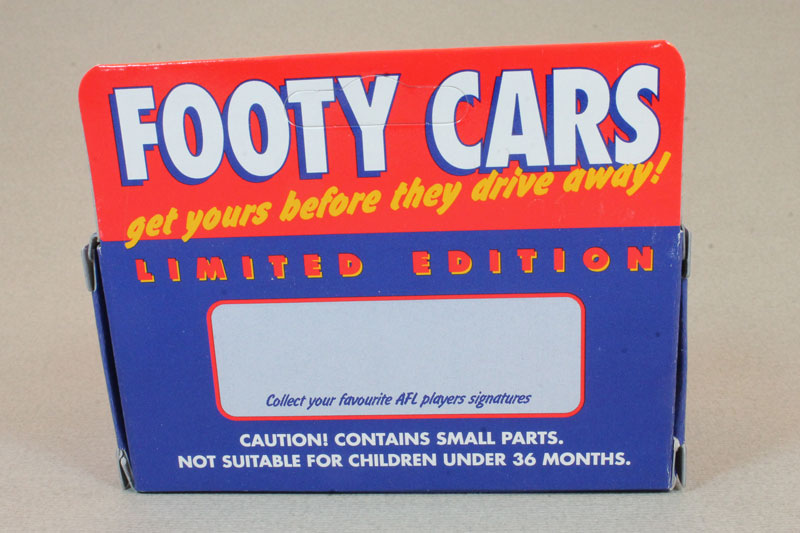 FOOTY CARS
get yours before they drive away!
LIMITED EDITION
Collect your favourite AFL players signatures
CAUTION! CONTAINS SMALL PARTS.
NOT SUITABLE FOR CHILDREN UNDER 36 MONTHS.